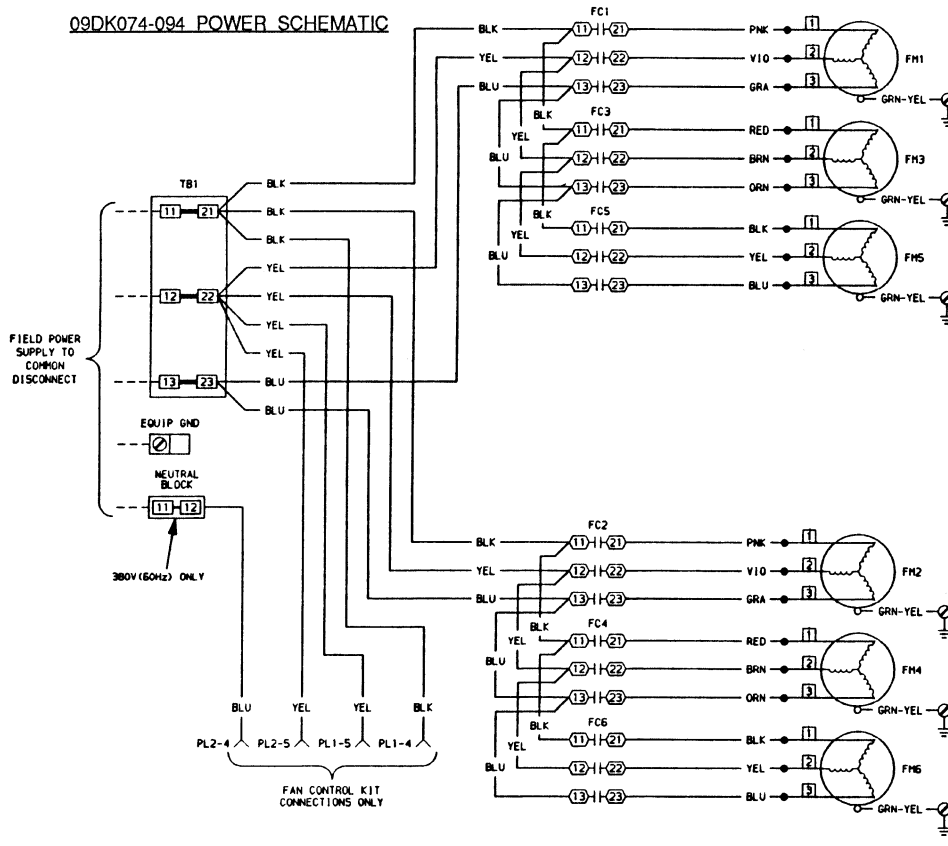 09DK074-094 POWER SCHEMATIC
FC1
BLK 11 21 PNK 1
YEL 12 22 VIO 2 FM1
BLU 13 23 GRA 3
GRN-YEL
BLK
FC3
YEL 11 21 RED 1
BLU 12 22 BRN 2 FM3
13 23 ORN 3
GRN-YEL
BLK
FC5
YEL 11 21 BLK 1
BLU 12 22 YEL 2 FM5
13 23 BLU 3
GRN-YEL
TB1
11 21 BLK
BLK
BLK
YEL
12 22 YEL
YEL
YEL
13 23 BLU
BLU
FIELD POWER
SUPPLY TO
COMMON
DISCONNECT
EQUIP GND
NEUTRAL
BLOCK
11 12
380V(60Hz) ONLY
FC2
BLK 11 21 PNK 1
YEL 12 22 VIO 2 FM2
BLU 13 23 GRA 3
GRN-YEL
BLK
FC4
YEL 11 21 RED 1
BLU 12 22 BRN 2 FM4
13 23 ORN 3
GRN-YEL
BLK
FC6
YEL 11 21 BLK 1
BLU 12 22 YEL 2 FM6
13 23 BLU 3
GRN-YEL
BLU YEL YEL BLK
PL2-4 PL2-5 PL1-5 PL1-4
FAN CONTROL KIT
CONNECTIONS ONLY